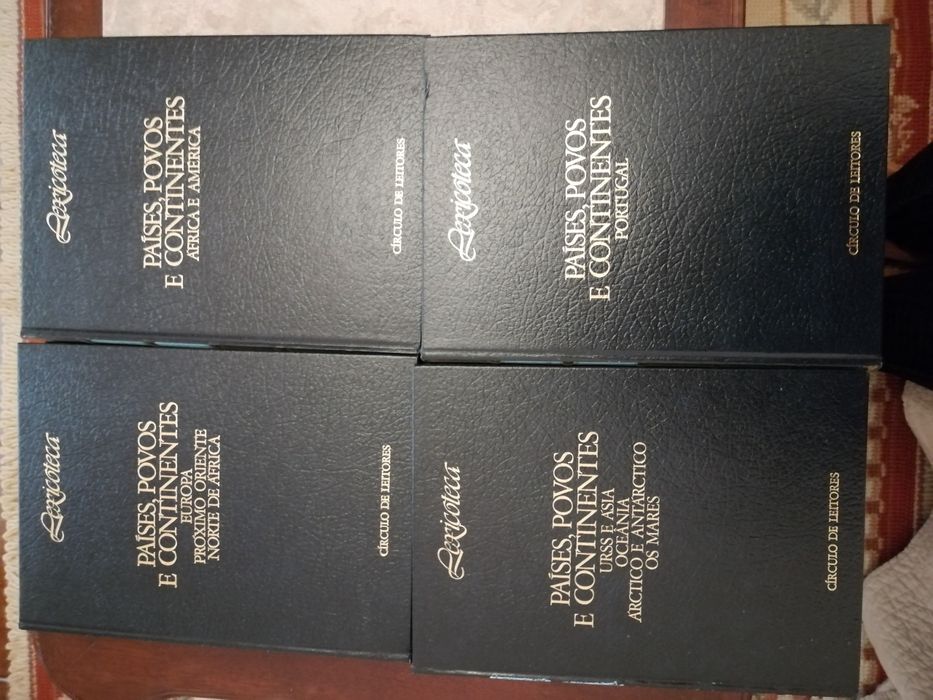 Lexicoteca
PAÍSES, POVOS
E CONTINENTES
EUROPA
PRÓXIMO ORIENTE
NORTE DE ÁFRICA
CÍRCULO DE LEITORES
Lexicoteca
PAÍSES, POVOS
E CONTINENTES
ÁFRICA E AMÉRICA
CÍRCULO DE LEITORES
Lexicoteca
PAÍSES, POVOS
E CONTINENTES
URSS E ÁSIA
OCEÂNIA
ARCTICO E ANTARCTICO
OS MARES
CÍRCULO DE LEITORES
Lexicoteca
PAÍSES, POVOS
E CONTINENTES
PORTUGAL
CÍRCULO DE LEITORES